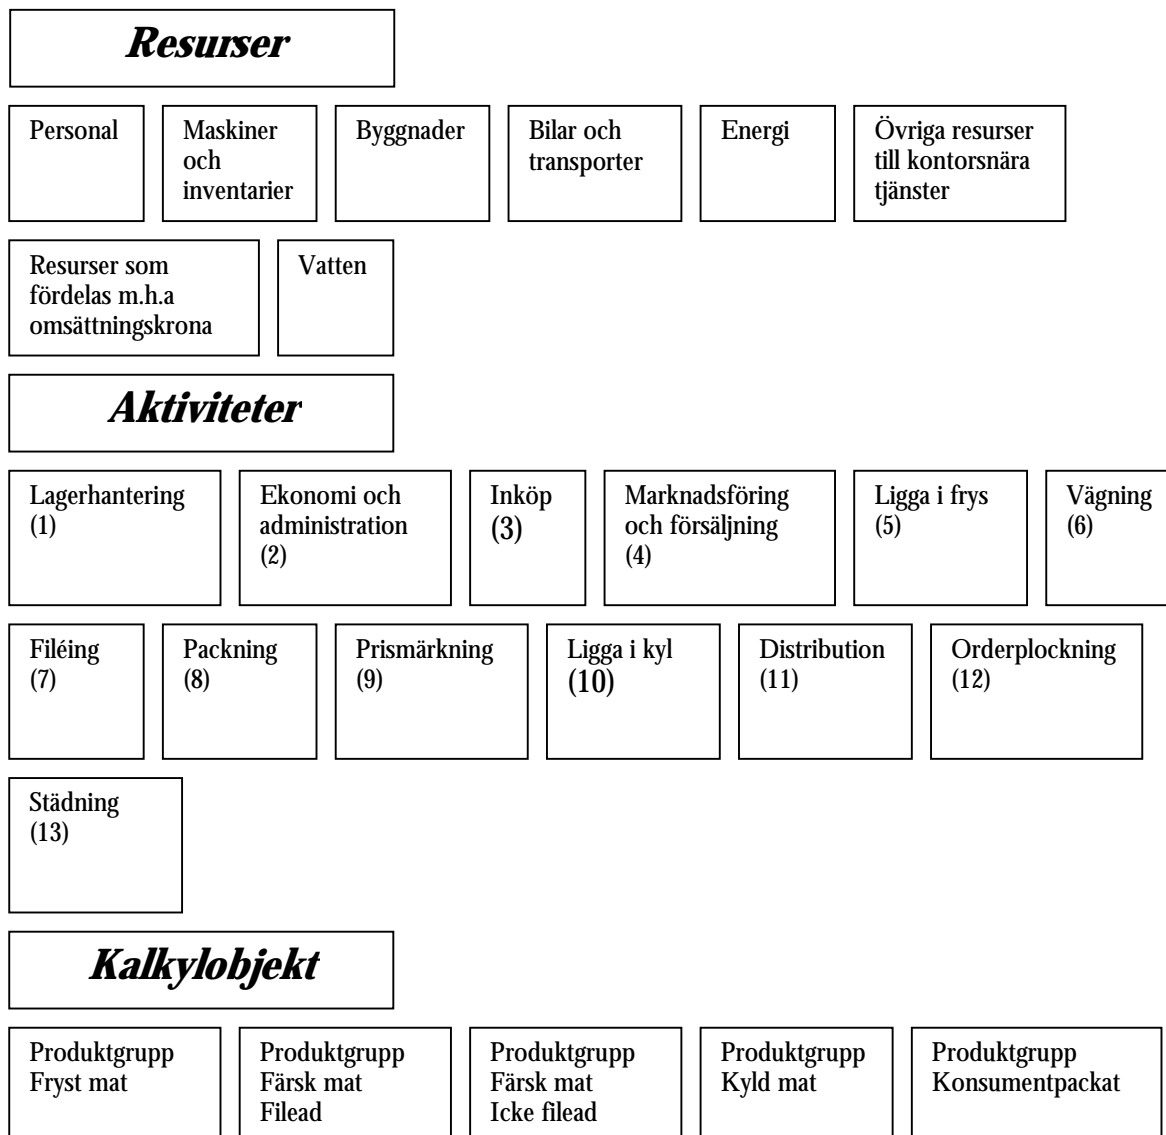 Resurser
Personal
Maskiner
och
inventarier
Byggnader
Bilar och
transporter
Energi
Övriga resurser
till kontorsnära
tjänster
Resurser som
fördelas m.h.a
omsättningskrona
Vatten
Aktiviteter
Lagerhantering
(1)
Ekonomi och
administration
(2)
Inköp
(3)
Marknadsföring
och försäljning
(4)
Ligga i frys
(5)
Vägning
(6)
Filéing
(7)
Packning
(8)
Prismärkning
(9)
Ligga i kyl
(10)
Distribution
(11)
Orderplockning
(12)
Städning
(13)
Kalkylobjekt
Produktgrupp
Fryst mat
Produktgrupp
Färsk mat
Filead
Produktgrupp
Färsk mat
Icke filead
Produktgrupp
Kyld mat
Produktgrupp
Konsumentpackat